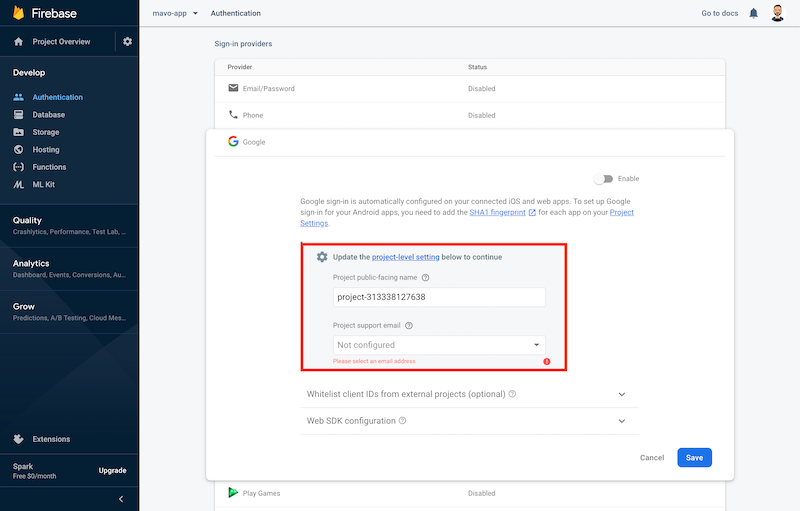 Firebase
mavo-app
Authentication
Go to docs
Project Overview
Develop
Authentication
Database
Storage
Hosting
Functions
ML Kit
Quality
Crashlytics, Performance, Test Lab, ...
Analytics
Dashboard, Events, Conversions, Au...
Grow
Predictions, A/B Testing, Cloud Mes...
Extensions
Spark
Free $0/month
Upgrade
Sign-in providers
Provider Status
Email/Password Disabled
Phone Disabled
Google
Enable
Google sign-in is automatically configured on your connected iOS and web apps. To set up Google
sign-in for your Android apps, you need to add the SHA1 fingerprint for each app on your Project
Settings.
Update the project-level setting below to continue
Project public-facing name
project-313338127638
Project support email
Not configured
Please select an email address
Whitelist client IDs from external projects (optional)
Web SDK configuration
Cancel Save
Play Games Disabled